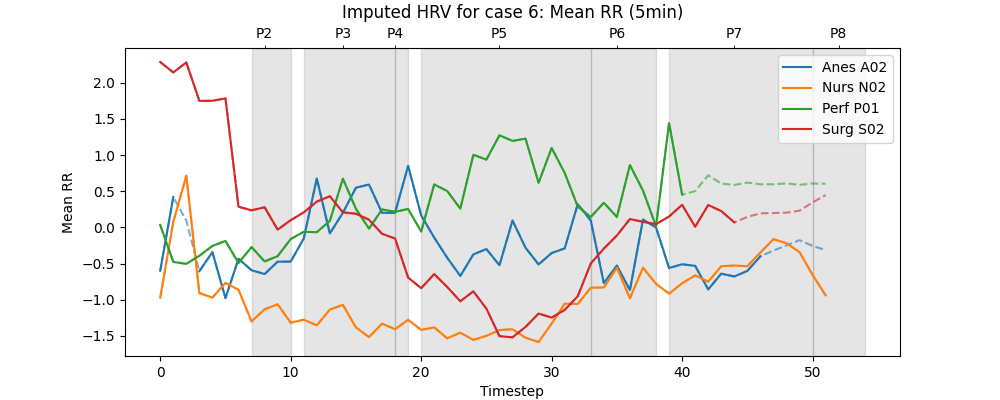 Imputed HRV for case 6: Mean RR (5min)
P2 P3 P4 P5 P6 P7 P8
Mean RR
2.0
1.5
1.0
0.5
0.0
−0.5
−1.0
−1.5
Anes A02
Nurs N02
Perf P01
Surg S02
0 10 20 30 40 50
Timestep